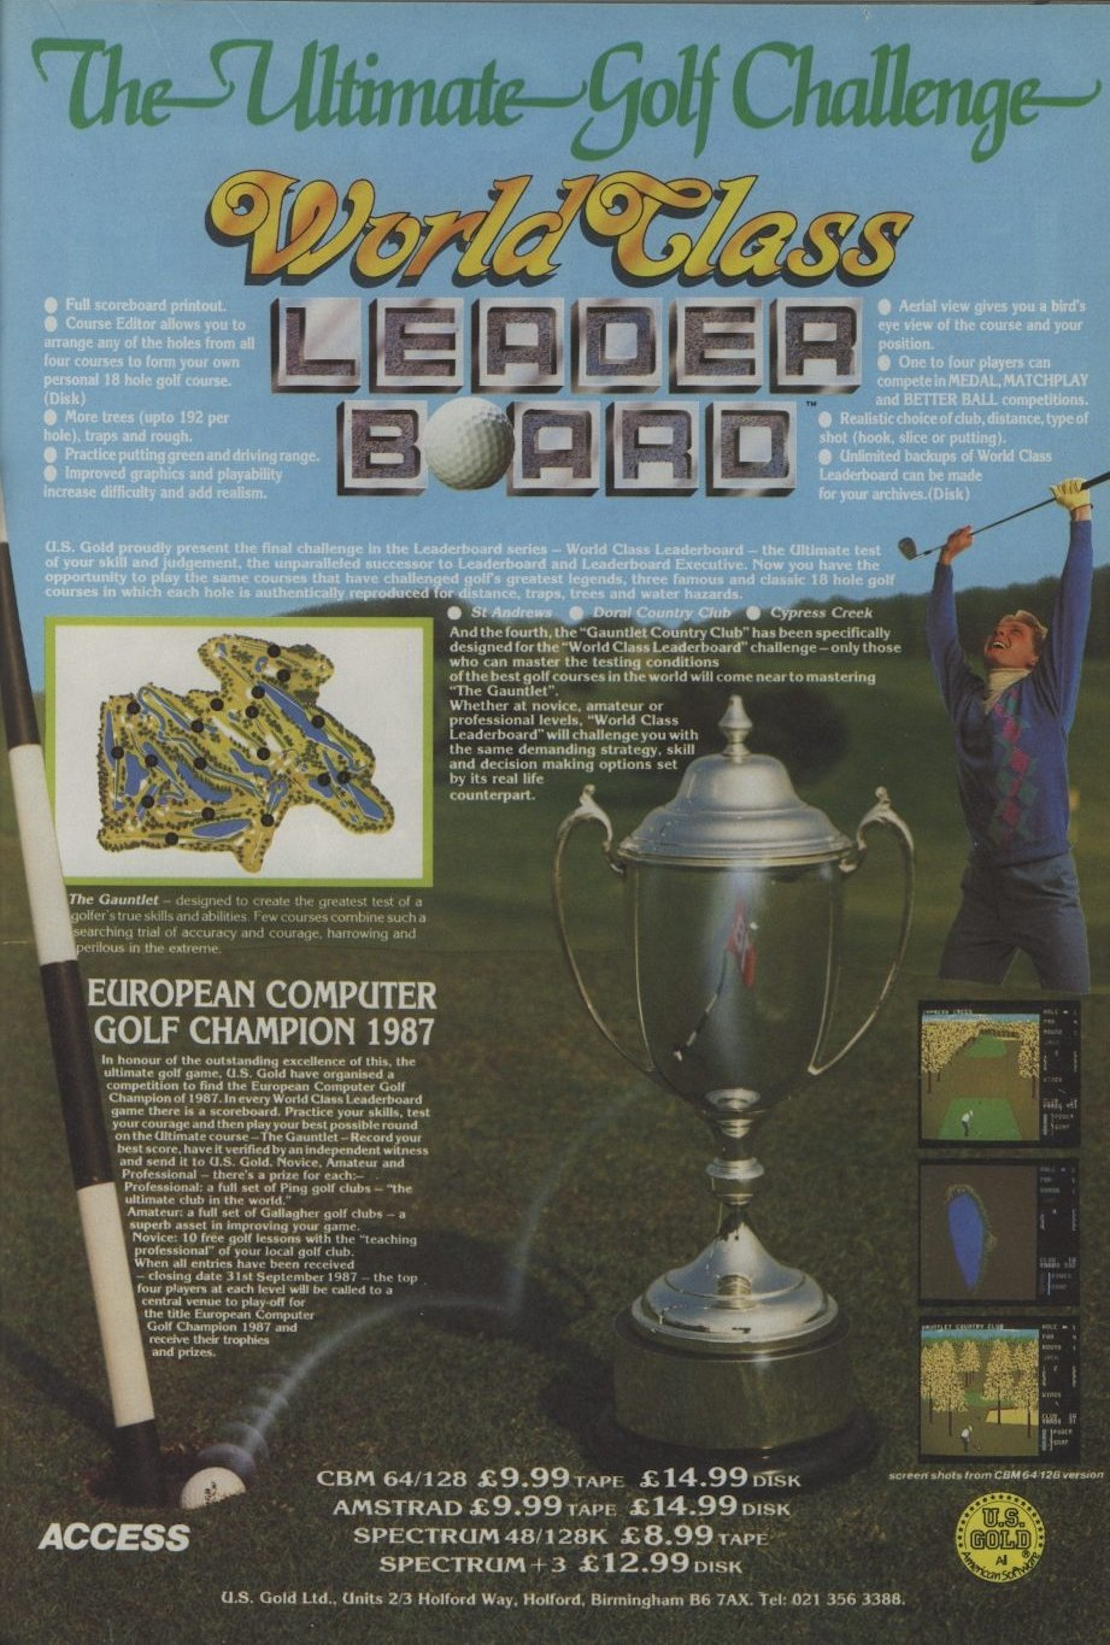 The Ultimate Golf Challenge
World Class
LEADER
BOARD™
Full scoreboard printout.
Course Editor allows you to
arrange any of the holes from all
four courses to form your own
personal 18 hole golf course.
(Disk)
More trees (upto 192 per
hole), traps and rough.
Practice putting green and driving range.
Improved graphics and playability
increase difficulty and add realism.
Aerial view gives you a bird's
eye view of the course and your
position.
One to four players can
compete in MEDAL, MATCHPLAY
and BETTER BALL competitions.
Realistic choice of club, distance, type of
shot (hook, slice or putting).
Unlimited backups of World Class
Leaderboard can be made
for your archives.(Disk)
U.S. Gold proudly present the final challenge in the Leaderboard series – World Class Leaderboard – the Ultimate test
of your skill and judgement, the unparalleled successor to Leaderboard and Leaderboard Executive. Now you have the
opportunity to play the same courses that have challenged golf's greatest legends, three famous and classic 18 hole golf
courses in which each hole is authentically reproduced for distance, traps, trees and water hazards.
St Andrews Doral Country Club Cypress Creek
And the fourth, the "Gauntlet Country Club" has been specifically
designed for the "World Class Leaderboard" challenge – only those
who can master the testing conditions
of the best golf courses in the world will come near to mastering
"The Gauntlet".
Whether at novice, amateur or
professional levels, "World Class
Leaderboard" will challenge you with
the same demanding strategy, skill
and decision making options set
by its real life
counterpart.
The Gauntlet – designed to create the greatest test of a
golfer's true skills and abilities. Few courses combine such a
searching trial of accuracy and courage, harrowing and
perilous in the extreme.
EUROPEAN COMPUTER
GOLF CHAMPION 1987
In honour of the outstanding excellence of this, the
ultimate golf game, U.S. Gold have organised a
competition to find the European Computer Golf
Champion of 1987. In every World Class Leaderboard
game there is a scoreboard. Practice your skills, test
your courage and then play your best possible round
on the Ultimate course – The Gauntlet – Record your
best score, have it verified by an independent witness
and send it to U.S. Gold. Novice, Amateur and
Professional – there's a prize for each:–
Professional: a full set of Ping golf clubs – "the
ultimate club in the world."
Amateur: a full set of Gallagher golf clubs – a
superb asset in improving your game.
Novice: 10 free golf lessons with the "teaching
professional" of your local golf club.
When all entries have been received
– closing date 31st September 1987 – the top
four players at each level will be called to a
central venue to play-off for
the title European Computer
Golf Champion 1987 and
receive their trophies
and prizes.
CYPRESS CREEK
GAUNTLET COUNTRY CLUB
screen shots from CBM 64/128 version
CBM 64/128 £9.99 TAPE £14.99 DISK
AMSTRAD £9.99 TAPE £14.99 DISK
SPECTRUM 48/128K £8.99 TAPE
SPECTRUM +3 £12.99 DISK
ACCESS
U.S.
GOLD®
All
American Software
U.S. Gold Ltd., Units 2/3 Holford Way, Holford, Birmingham B6 7AX. Tel: 021 356 3388.